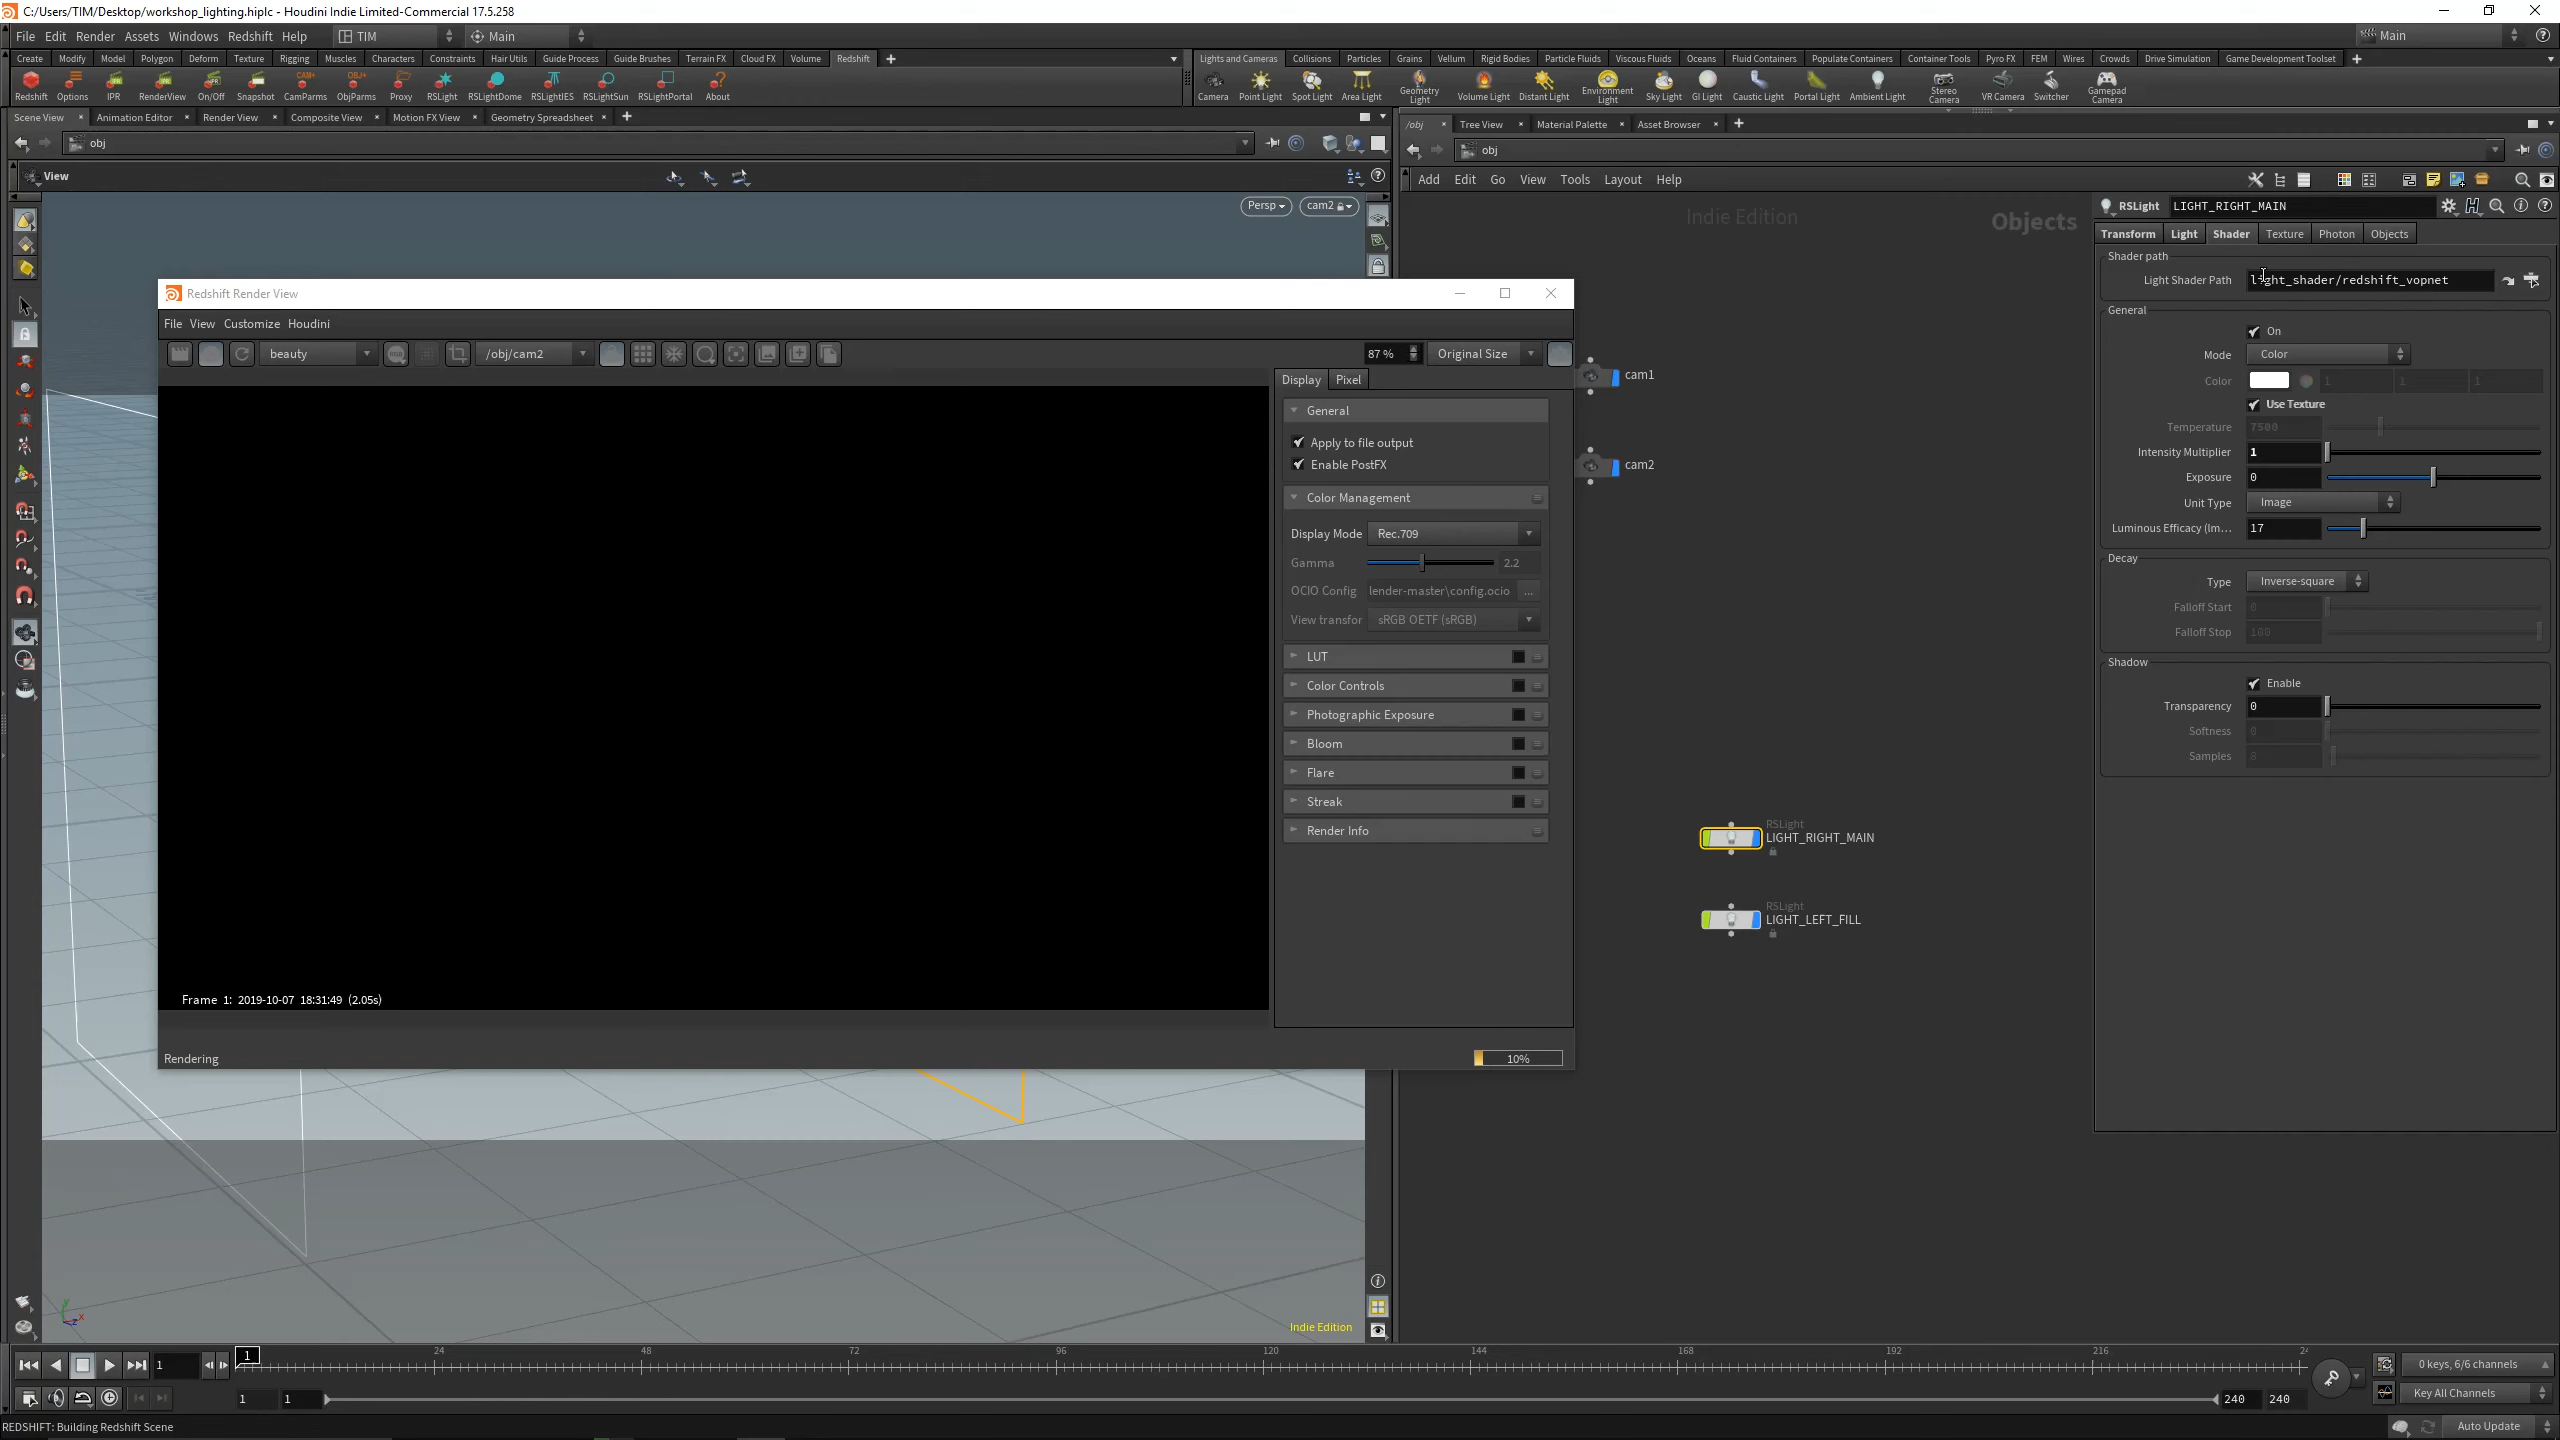 C:/Users/TIM/Desktop/workshop_lighting.hiplc - Houdini Indie Limited-Commercial 17.5.258
File Edit Render Assets Windows Redshift Help TIM Main Main
Create Modify Model Polygon Deform Texture Rigging Muscles Characters Constraints Hair Utils Guide Process Guide Brushes Terrain FX Cloud FX Volume Redshift
Lights and Cameras Collisions Particles Grains Vellum Rigid Bodies Particle Fluids Viscous Fluids Oceans Fluid Containers Populate Containers Container Tools Pyro FX FEM Wires Crowds Drive Simulation Game Development Toolset
Redshift Options IPR RenderView On/Off Snapshot CamParms ObjParms Proxy RSLight RSLightDome RSLightIES RSLightSun RSLightPortal About
Camera Point Light Spot Light Area Light Geometry Light Volume Light Distant Light Environment Light Sky Light GI Light Caustic Light Portal Light Ambient Light Stereo Camera VR Camera Switcher Gamepad Camera
Scene View Animation Editor Render View Composite View Motion FX View Geometry Spreadsheet
/obj Tree View Material Palette Asset Browser
obj
obj
View
Add Edit Go View Tools Layout Help
Persp cam2
Indie Edition
Objects
RSLight LIGHT_RIGHT_MAIN
Transform Light Shader Texture Photon Objects
Shader path
Light Shader Path light_shader/redshift_vopnet
General
On
Mode Color
Color 1 1 1
Use Texture
Temperature 7500
Intensity Multiplier 1
Exposure 0
Unit Type Image
Luminous Efficacy (lm... 17
Decay
Type Inverse-square
Falloff Start 0
Falloff Stop 100
Shadow
Enable
Transparency 0
Softness 0
Samples 8
Redshift Render View
File View Customize Houdini
beauty /obj/cam2 87 % Original Size
Display Pixel
General
Apply to file output
Enable PostFX
Color Management
Display Mode Rec.709
Gamma 2.2
OCIO Config lender-master\config.ocio ...
View transfor sRGB OETF (sRGB)
LUT
Color Controls
Photographic Exposure
Bloom
Flare
Streak
Render Info
Frame 1: 2019-10-07 18:31:49 (2.05s)
Rendering 10%
cam1
cam2
RSLight
LIGHT_RIGHT_MAIN
RSLight
LIGHT_LEFT_FILL
Indie Edition
1 1 24 48 72 96 120 144 168 192 216 24
0 keys, 6/6 channels
1 1 240 240
Key All Channels
REDSHIFT: Building Redshift Scene
Auto Update